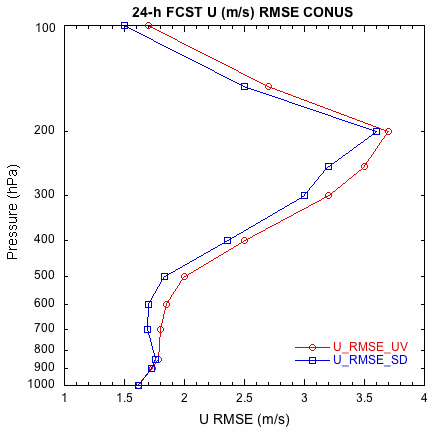 24-h FCST U (m/s) RMSE CONUS
100
200
300
400
500
600
700
800
900
1000
Pressure (hPa)
U_RMSE_UV
U_RMSE_SD
1 1.5 2 2.5 3 3.5 4
U RMSE (m/s)